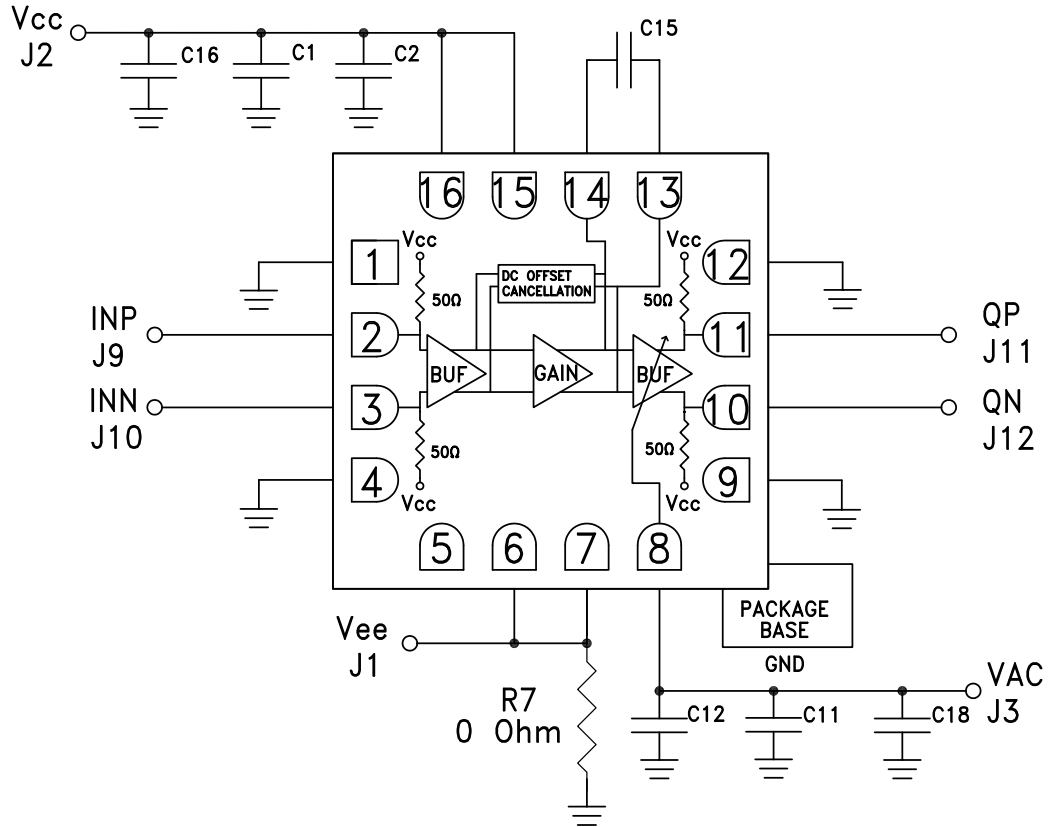 Vcc
J2
C16
C1
C2
C15
16
15
14
13
1
Vcc
50Ω
DC OFFSET
CANCELLATION
Vcc
50Ω
12
INP
J9
2
11
QP
J11
BUF
GAIN
BUF
INN
J10
3
10
QN
J12
50Ω
Vcc
50Ω
Vcc
4
9
5
6
7
8
Vee
J1
PACKAGE
BASE
GND
R7
0 Ohm
VAC
J3
C12
C11
C18